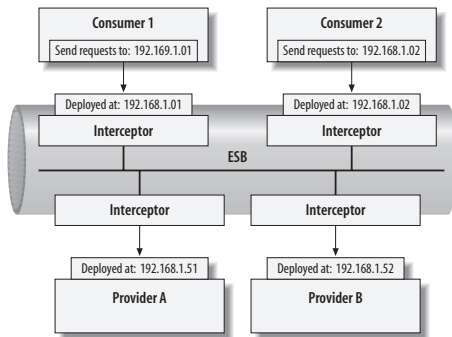 Consumer 1
Send requests to: 192.169.1.01
Consumer 2
Send requests to: 192.168.1.02
Deployed at: 192.168.1.01
Interceptor
Deployed at: 192.168.1.02
Interceptor
ESB
Interceptor
Interceptor
Deployed at: 192.168.1.51
Provider A
Deployed at: 192.168.1.52
Provider B